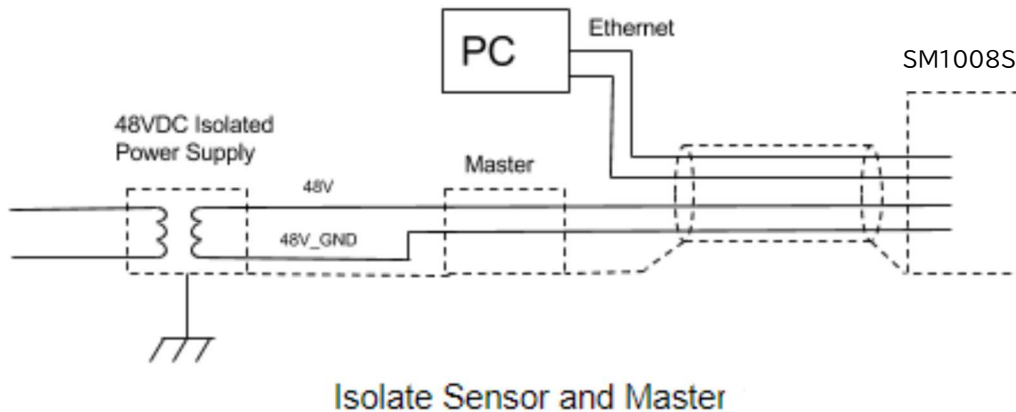 Ethernet
PC
SM1008S
48VDC Isolated
Power Supply
Master
48V
48V_GND
Isolate Sensor and Master